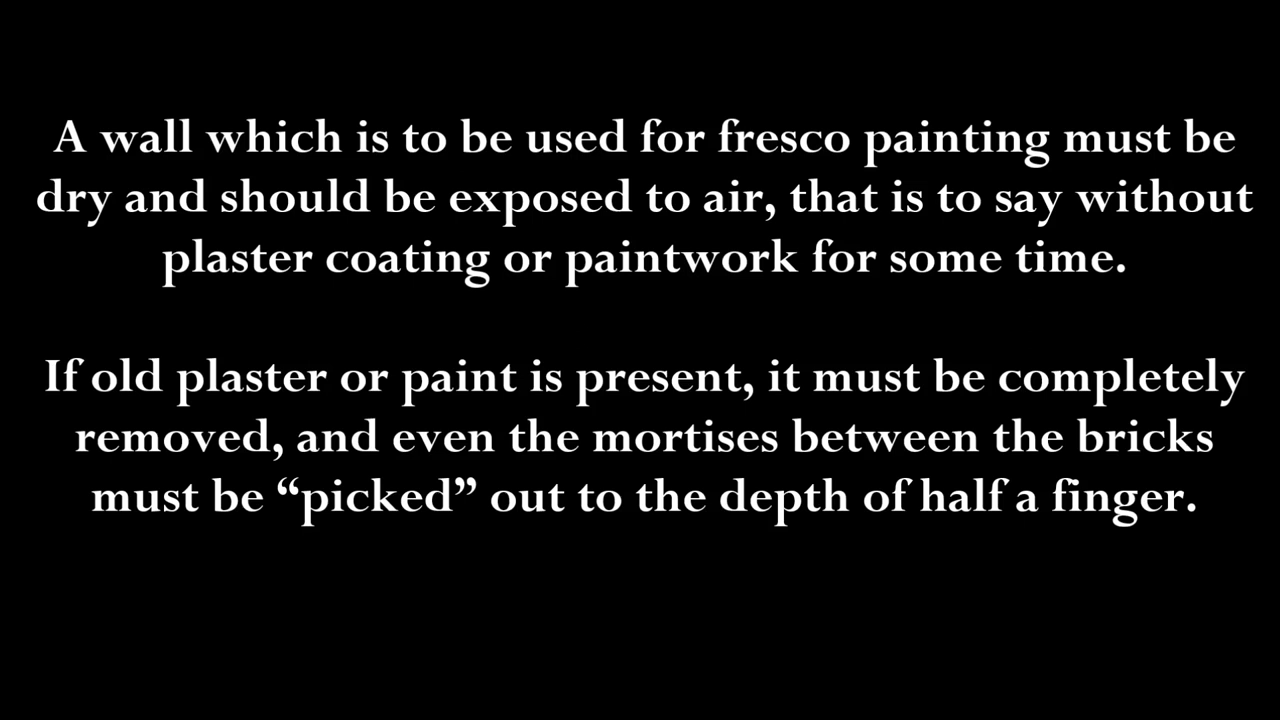 A wall which is to be used for fresco painting must be
dry and should be exposed to air, that is to say without
plaster coating or paintwork for some time.
If old plaster or paint is present, it must be completely
removed, and even the mortises between the bricks
must be “picked” out to the depth of half a finger.